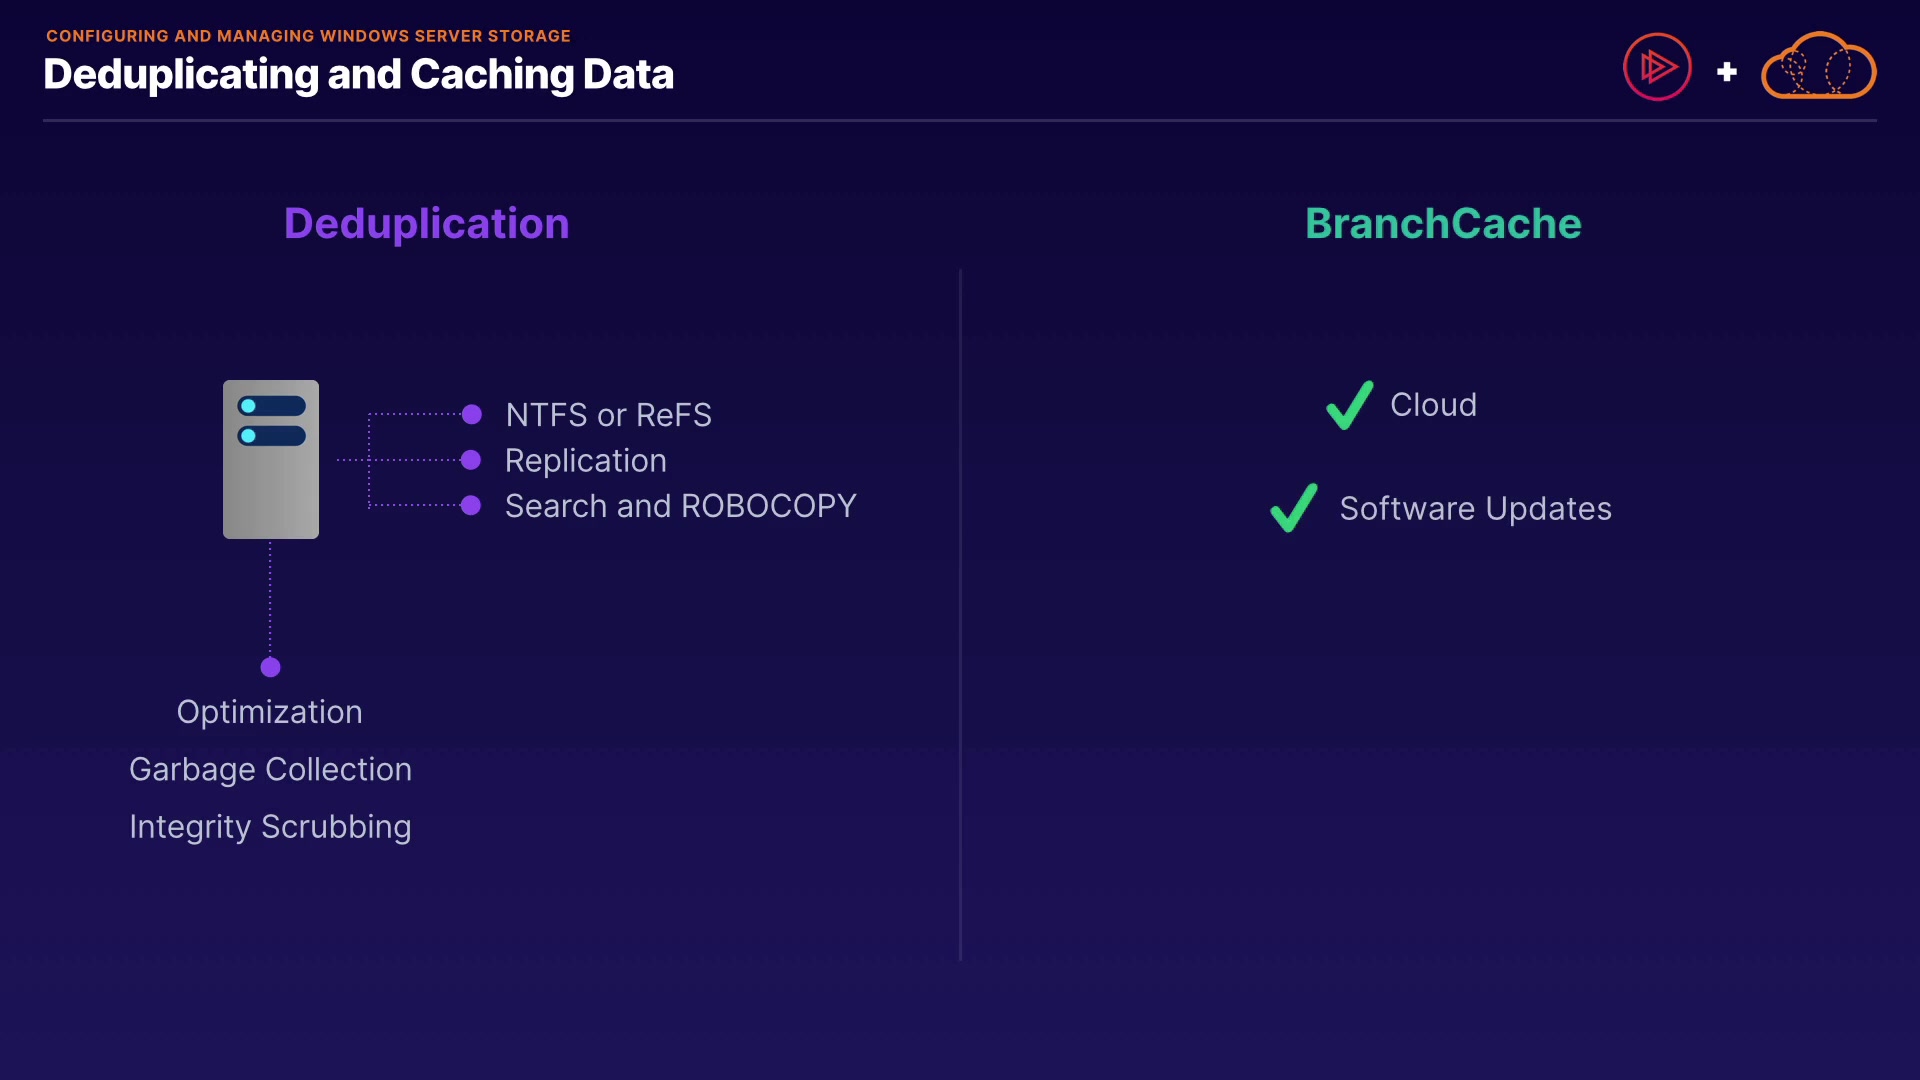 CONFIGURING AND MANAGING WINDOWS SERVER STORAGE
Deduplicating and Caching Data
Deduplication
NTFS or ReFS
Replication
Search and ROBOCOPY
Optimization
Garbage Collection
Integrity Scrubbing
BranchCache
Cloud
Software Updates